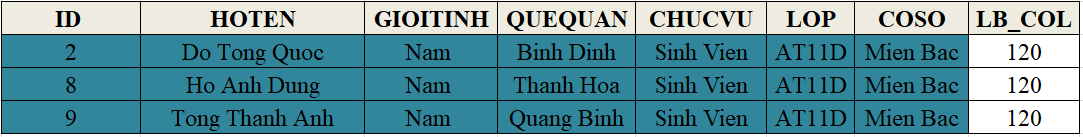 ID HOTEN GIOITINH QUEQUAN CHUCVU LOP COSO LB_COL
2 Do Tong Quoc Nam Binh Dinh Sinh Vien AT11D Mien Bac 120
8 Ho Anh Dung Nam Thanh Hoa Sinh Vien AT11D Mien Bac 120
9 Tong Thanh Anh Nam Quang Binh Sinh Vien AT11D Mien Bac 120